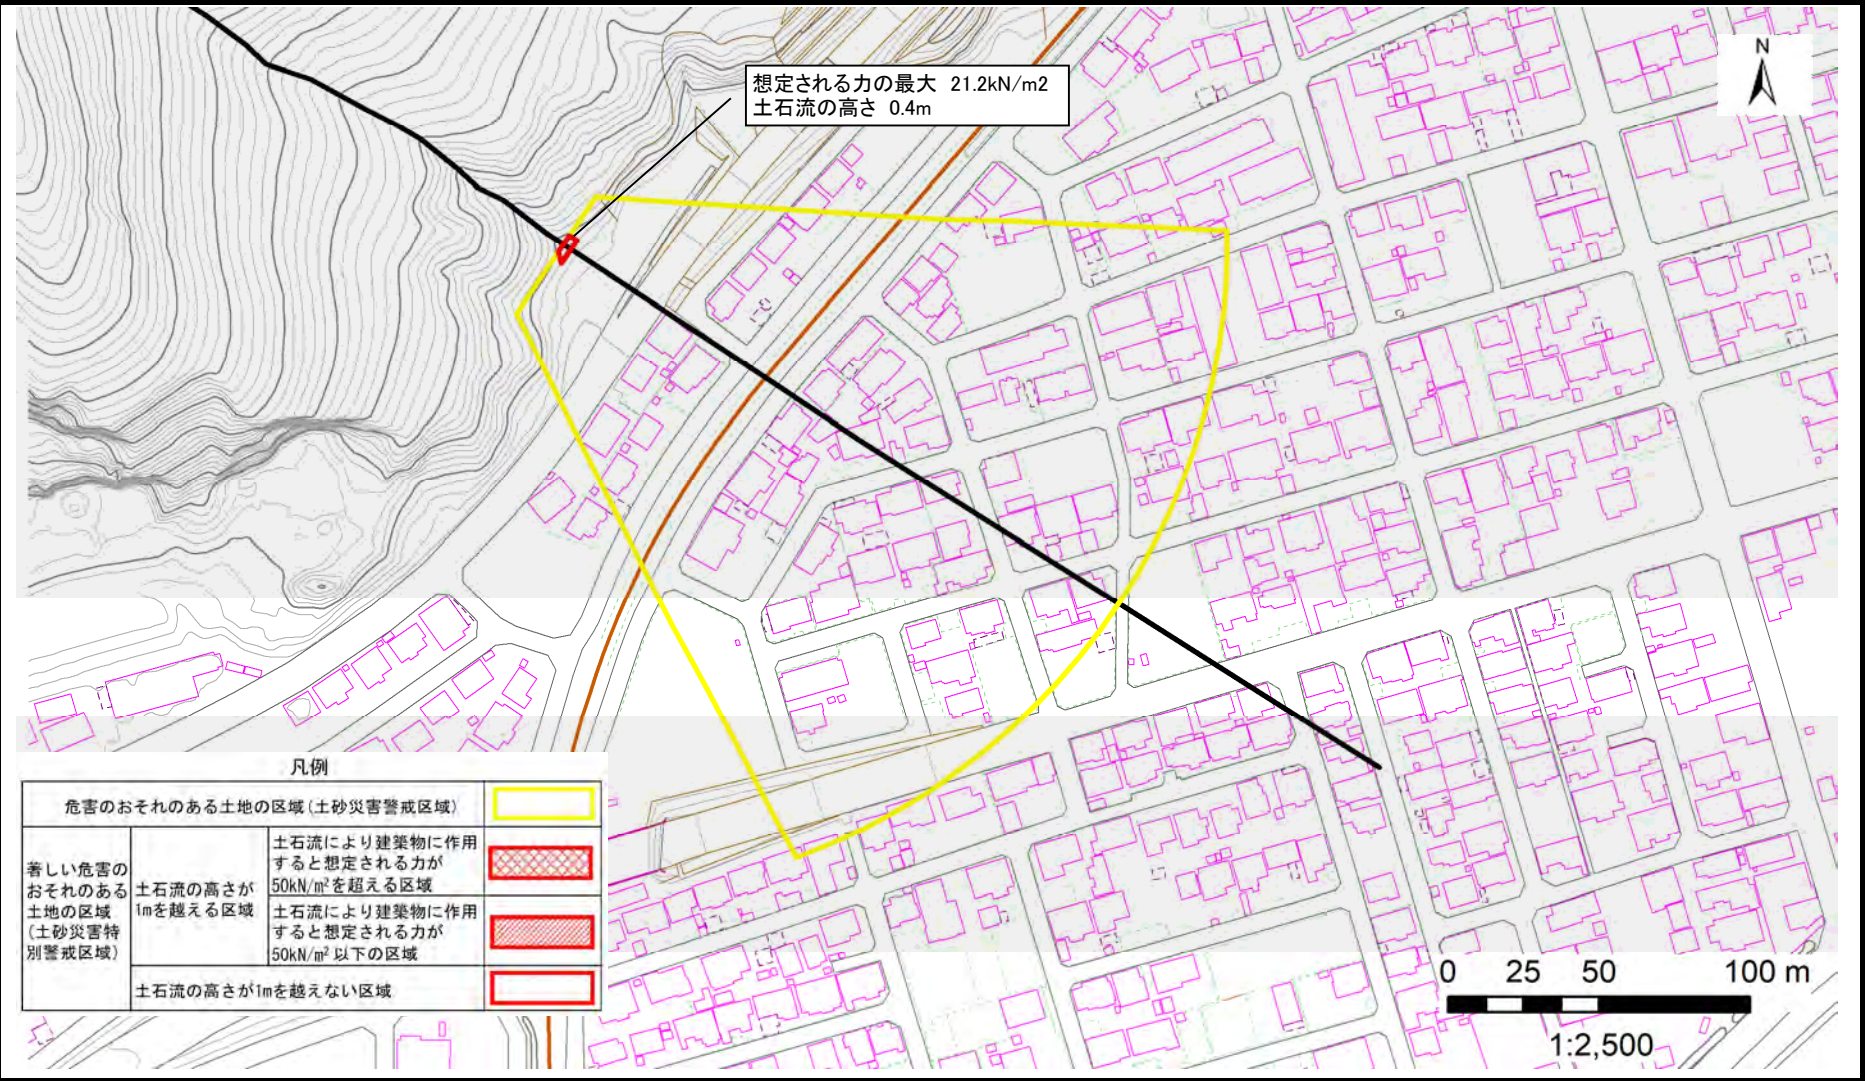 想定される力の最大 21.2kN/m2
土石流の高さ 0.4m
N
凡例
危害のおそれのある土地の区域(土砂災害警戒区域)
著しい危害の
おそれのある
土地の区域
(土砂災害特
別警戒区域)
土石流の高さが
1mを越える区域
土石流により建築物に作用
すると想定される力が
50kN/m²を超える区域
土石流により建築物に作用
すると想定される力が
50kN/m²以下の区域
土石流の高さが1mを越えない区域
0 25 50 100 m
1:2,500